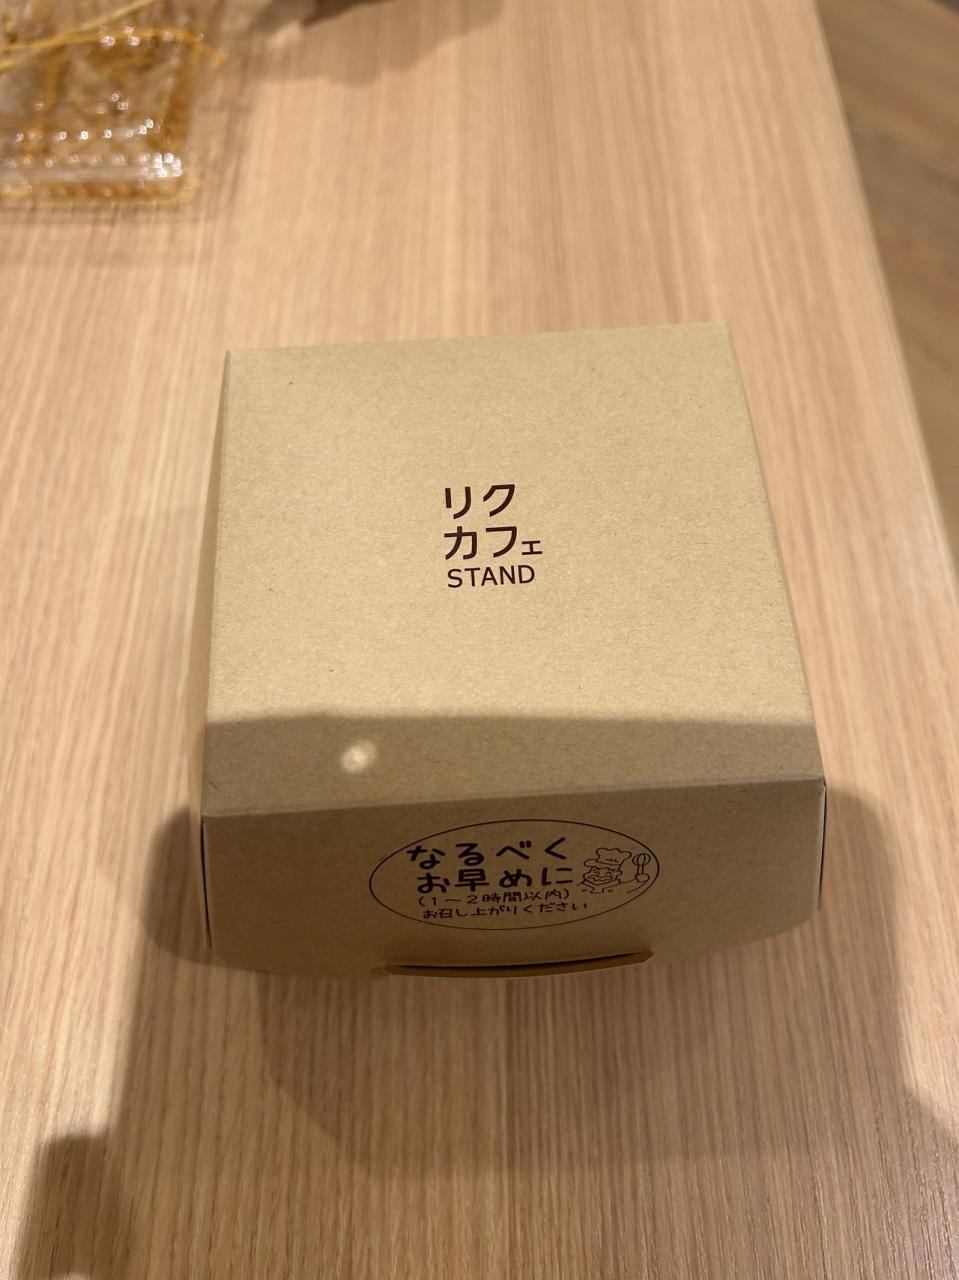 リク
カフェ
STAND
なるべく
お早めに
(1～2時間以内)
お召し上がりください